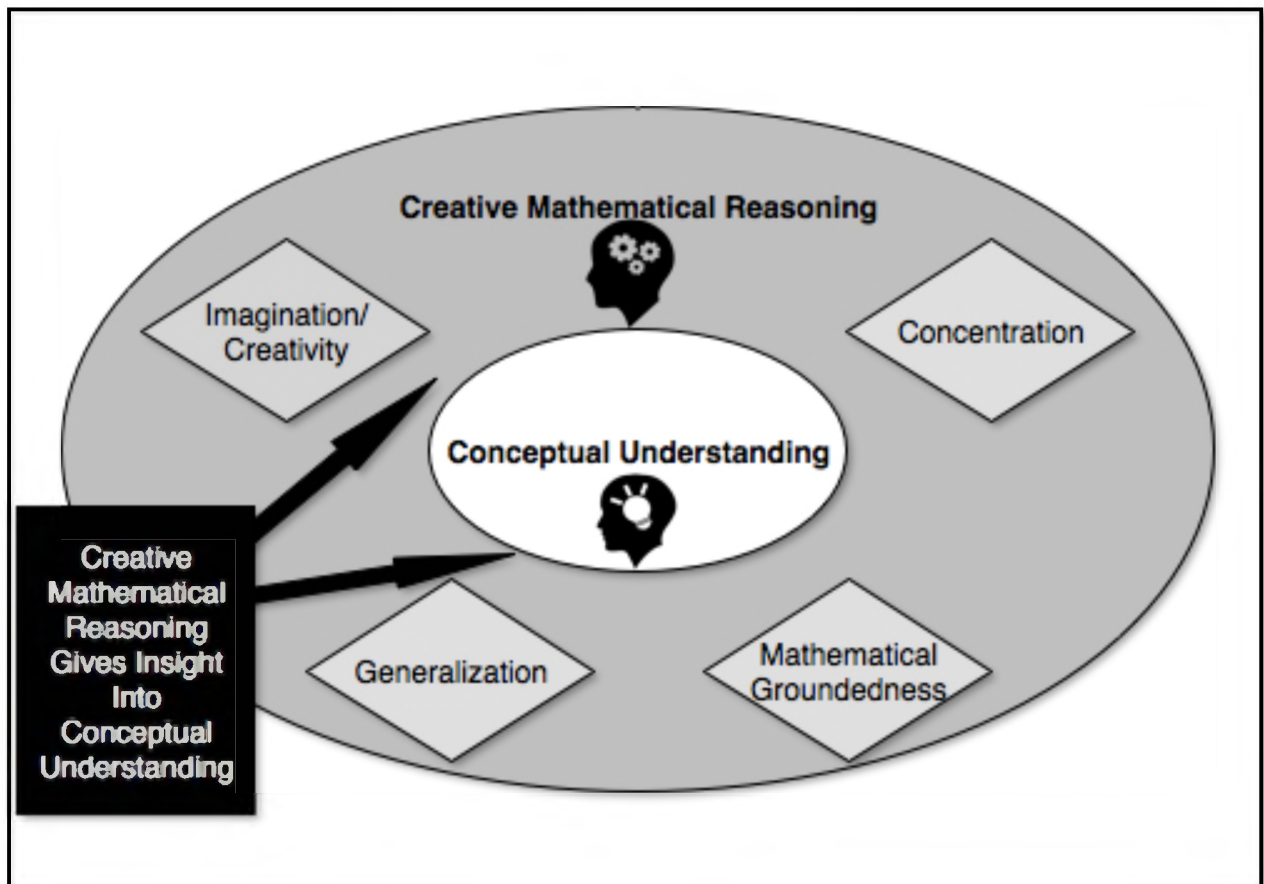 Creative Mathematical Reasoning
Imagination/
Creativity
Concentration
Conceptual Understanding
Creative
Mathematical
Reasoning
Gives Insight
Into
Conceptual
Understanding
Generalization
Mathematical
Groundedness